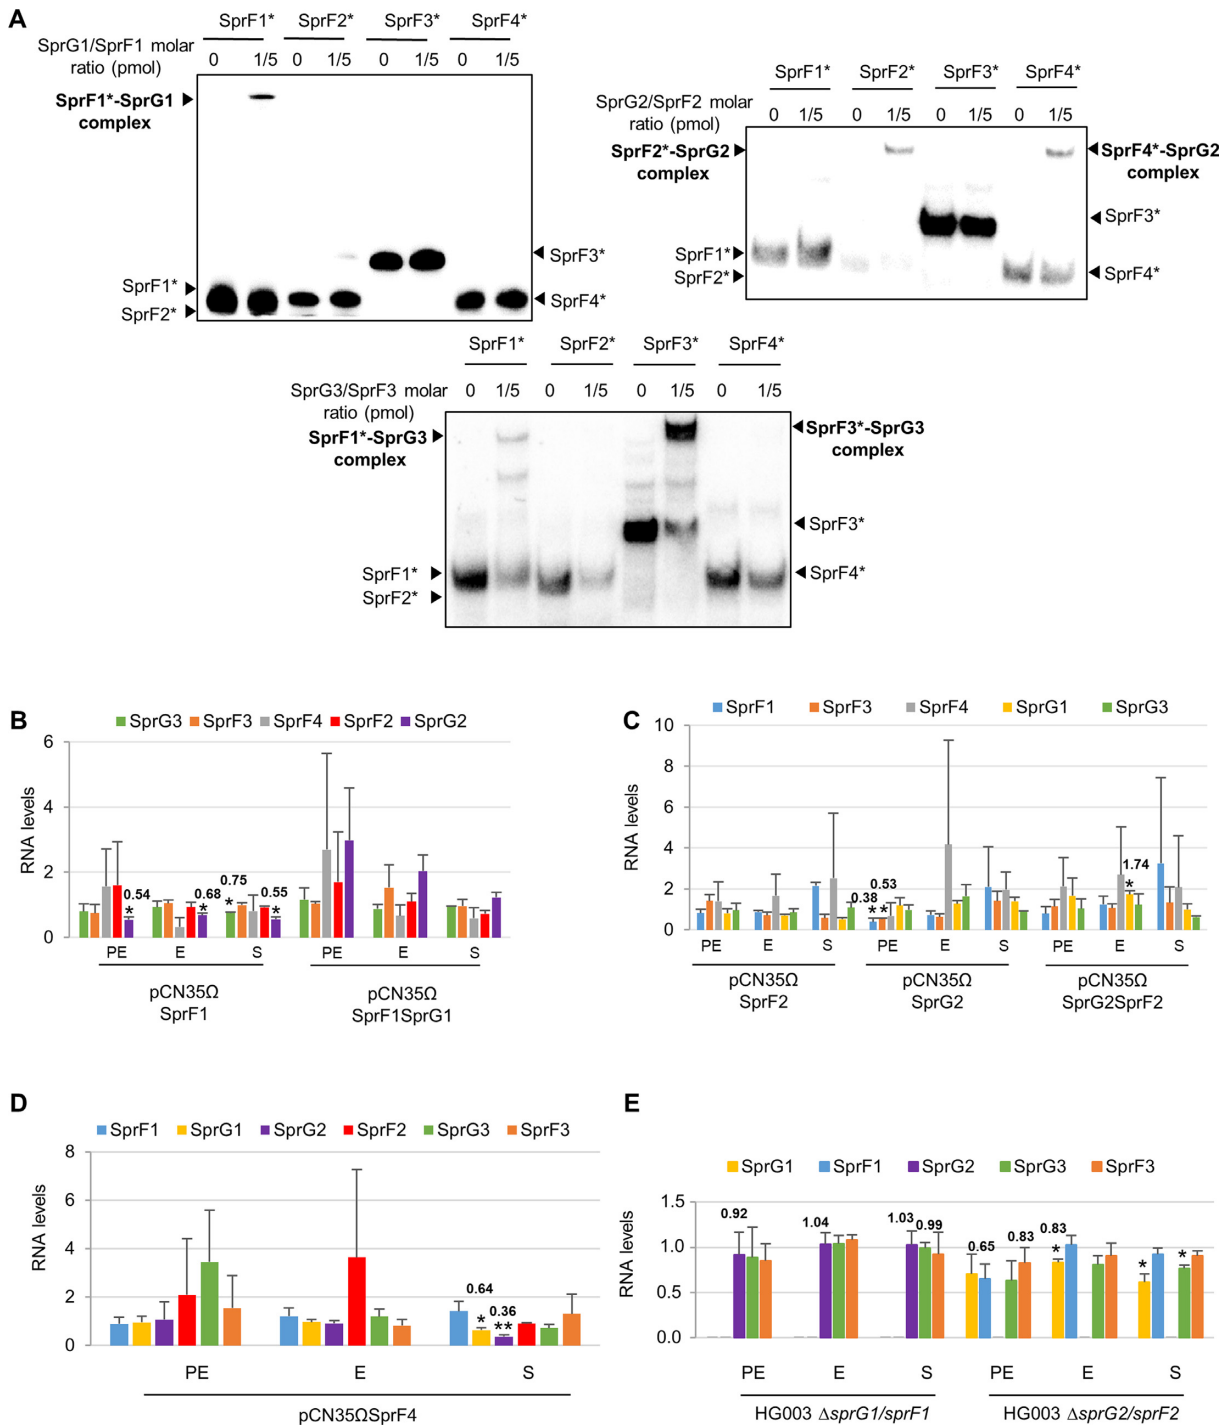 A
SprF1* SprF2* SprF3* SprF4*
SprG1/SprF1 molar
ratio (pmol)
0 1/5 0 1/5 0 1/5 0 1/5
SprF1*-SprG1
complex
SprF3*
SprF1*
SprF2*
SprF4*
SprF1* SprF2* SprF3* SprF4*
SprG2/SprF2 molar
ratio (pmol)
0 1/5 0 1/5 0 1/5 0 1/5
SprF2*-SprG2
complex
SprF4*-SprG2
complex
SprF3*
SprF1*
SprF2*
SprF4*
SprF1* SprF2* SprF3* SprF4*
SprG3/SprF3 molar
ratio (pmol)
0 1/5 0 1/5 0 1/5 0 1/5
SprF1*-SprG3
complex
SprF3*-SprG3
complex
SprF3*
SprF1*
SprF2*
SprF4*
B
SprG3 SprF3 SprF4 SprF2 SprG2
RNA levels
6
4
2
0
0.54 0.68 0.75 0.55
* * * *
PE E S PE E S
pCN35Ω
SprF1
pCN35Ω
SprF1SprG1
C
SprF1 SprF3 SprF4 SprG1 SprG3
RNA levels
10
8
6
4
2
0
0.38 0.53 1.74
* * *
PE E S PE E S PE E S
pCN35Ω
SprF2
pCN35Ω
SprG2
pCN35Ω
SprG2SprF2
D
SprF1 SprG1 SprG2 SprF2 SprG3 SprF3
RNA levels
8
6
4
2
0
0.64 0.36
* **
PE E S
pCN35ΩSprF4
E
SprG1 SprF1 SprG2 SprG3 SprF3
RNA levels
1.5
1.0
0.5
0.0
0.92 1.04 1.03 0.99 0.65 0.83 0.83
* * *
PE E S PE E S
HG003 ΔsprG1/sprF1
HG003 ΔsprG2/sprF2